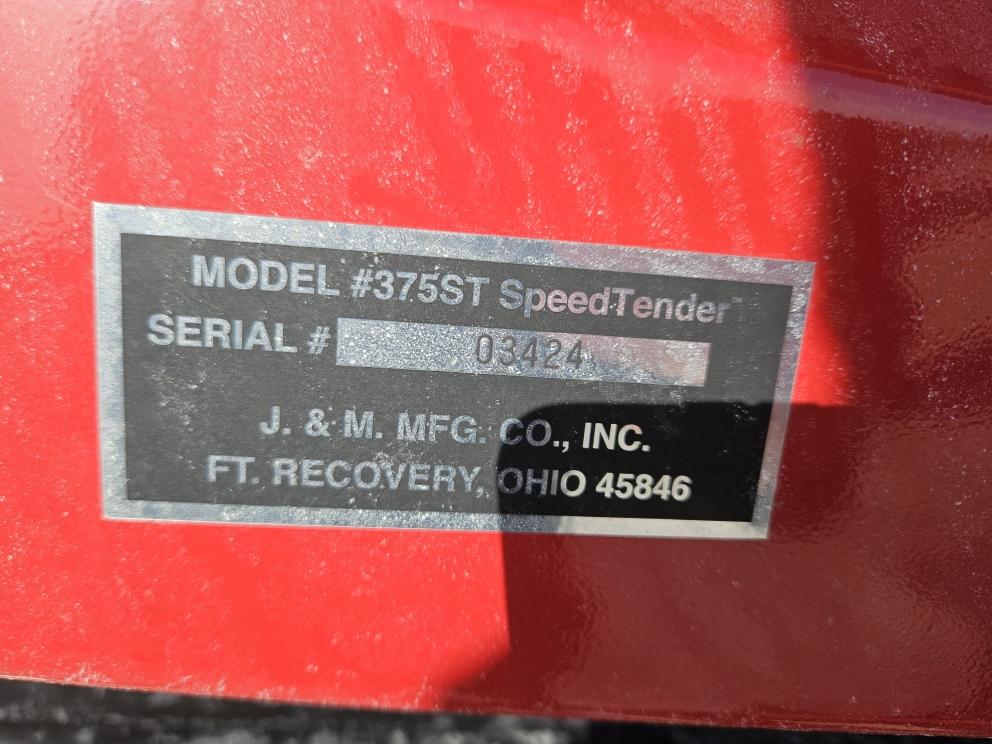 MODEL #375ST SpeedTender™
SERIAL # 03424
J. & M. MFG. CO., INC.
FT. RECOVERY, OHIO 45846